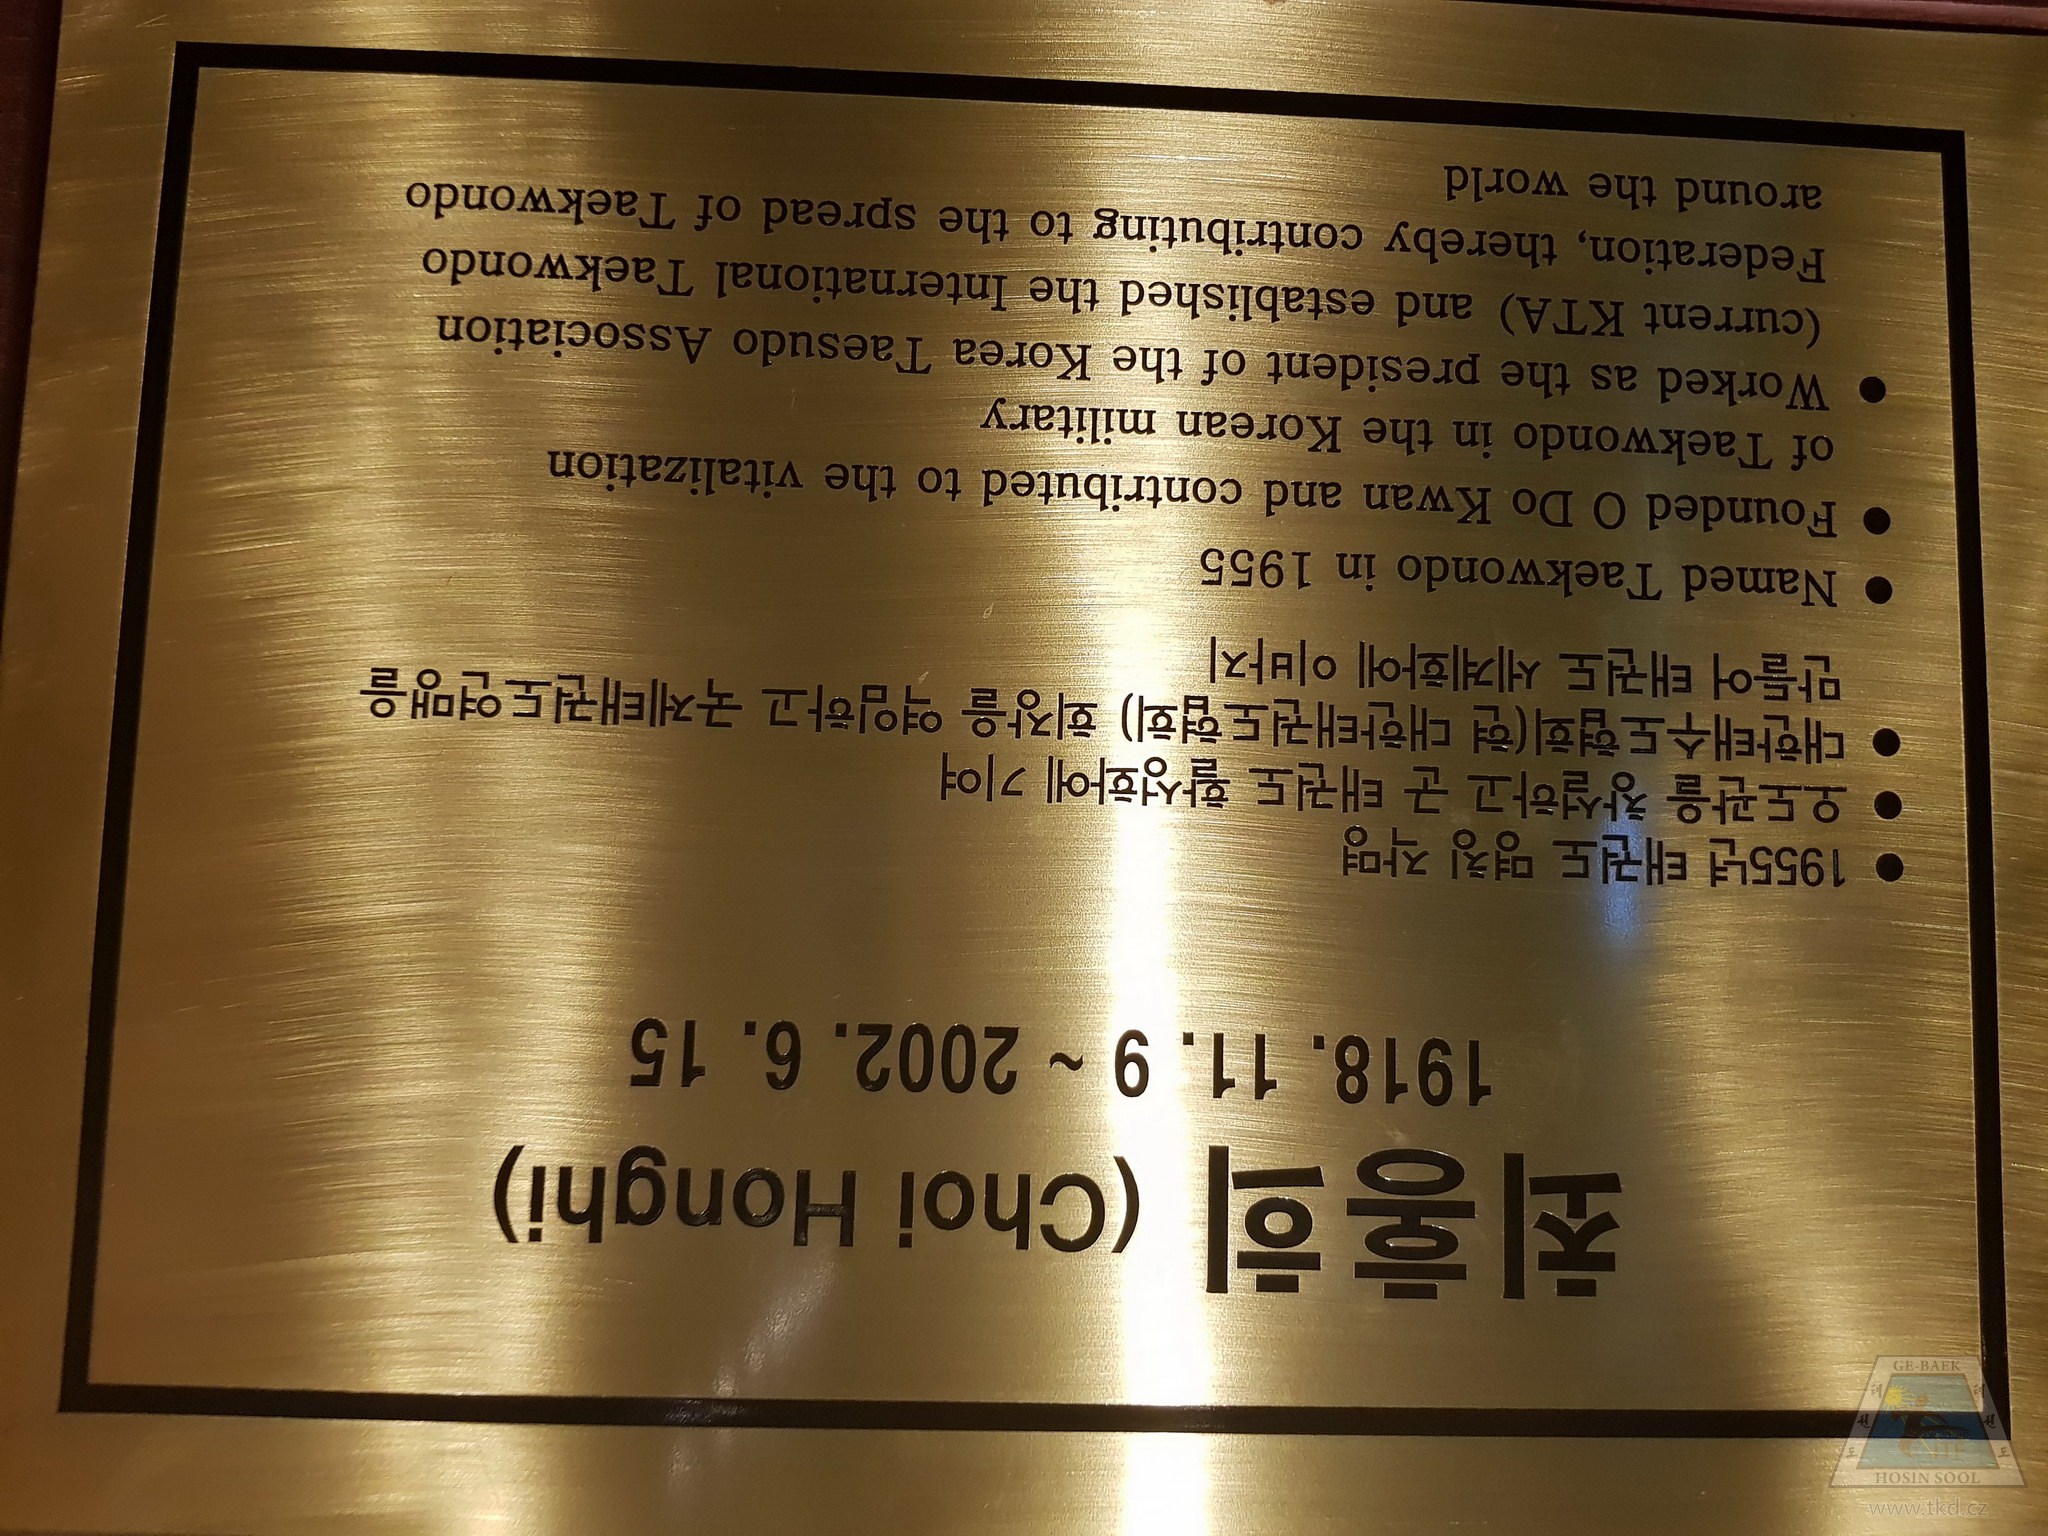 최홍희 (Choi Honghi)
1918. 11. 9 ~ 2002. 6. 15
● 1955년 태권도 명칭 작명
● 오도관을 창설하고 군 태권도 활성화에 기여
● 대한태수도협회(현 대한태권도협회) 회장을 역임하고 국제태권도연맹을
만들어 태권도 세계화에 이바지
● Named Taekwondo in 1955
● Founded O Do Kwan and contributed to the vitalization
of Taekwondo in the Korean military
● Worked as the president of the Korea Taesudo Association
(current KTA) and established the International Taekwondo
Federation, thereby contributing to the spread of Taekwondo
around the world
GE-BAEK
HOSIN SOOL
www.tkd.cz